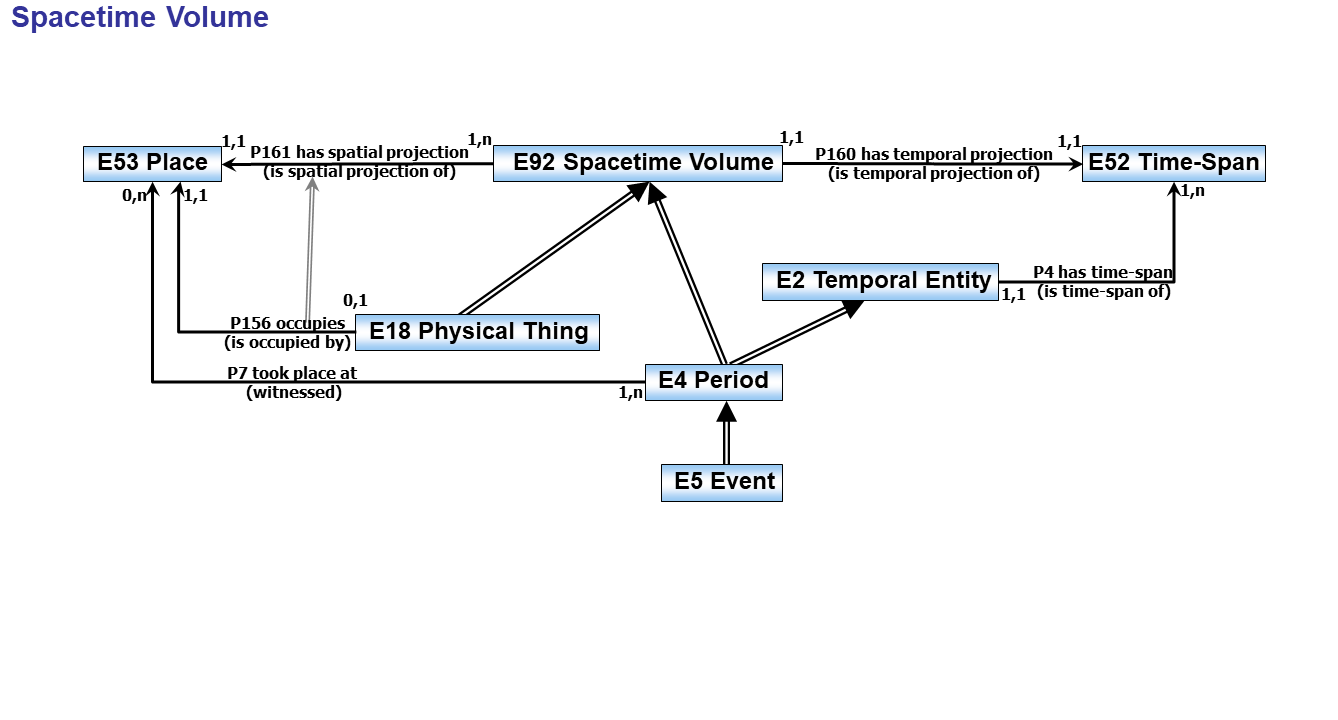 Spacetime Volume
1,1
1,n
1,1
1,1
E53 Place
P161 has spatial projection
(is spatial projection of)
E92 Spacetime Volume
P160 has temporal projection
(is temporal projection of)
E52 Time-Span
0,n
1,1
1,n
E2 Temporal Entity
P4 has time-span
(is time-span of)
1,1
0,1
P156 occupies
(is occupied by)
E18 Physical Thing
P7 took place at
(witnessed)
1,n
E4 Period
E5 Event